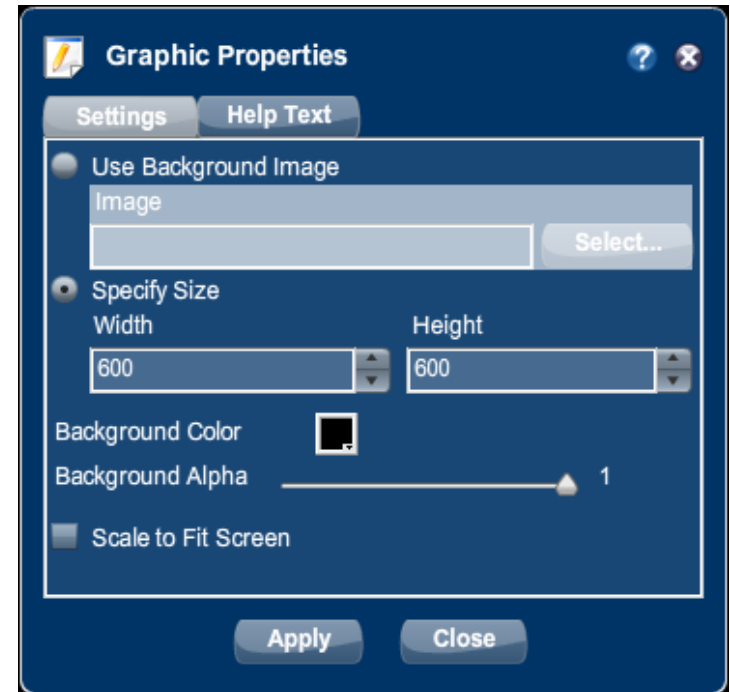 Graphic Properties
?
Settings Help Text
Use Background Image
Image
Select...
Specify Size
Width Height
600 600
Background Color
Background Alpha 1
Scale to Fit Screen
Apply Close